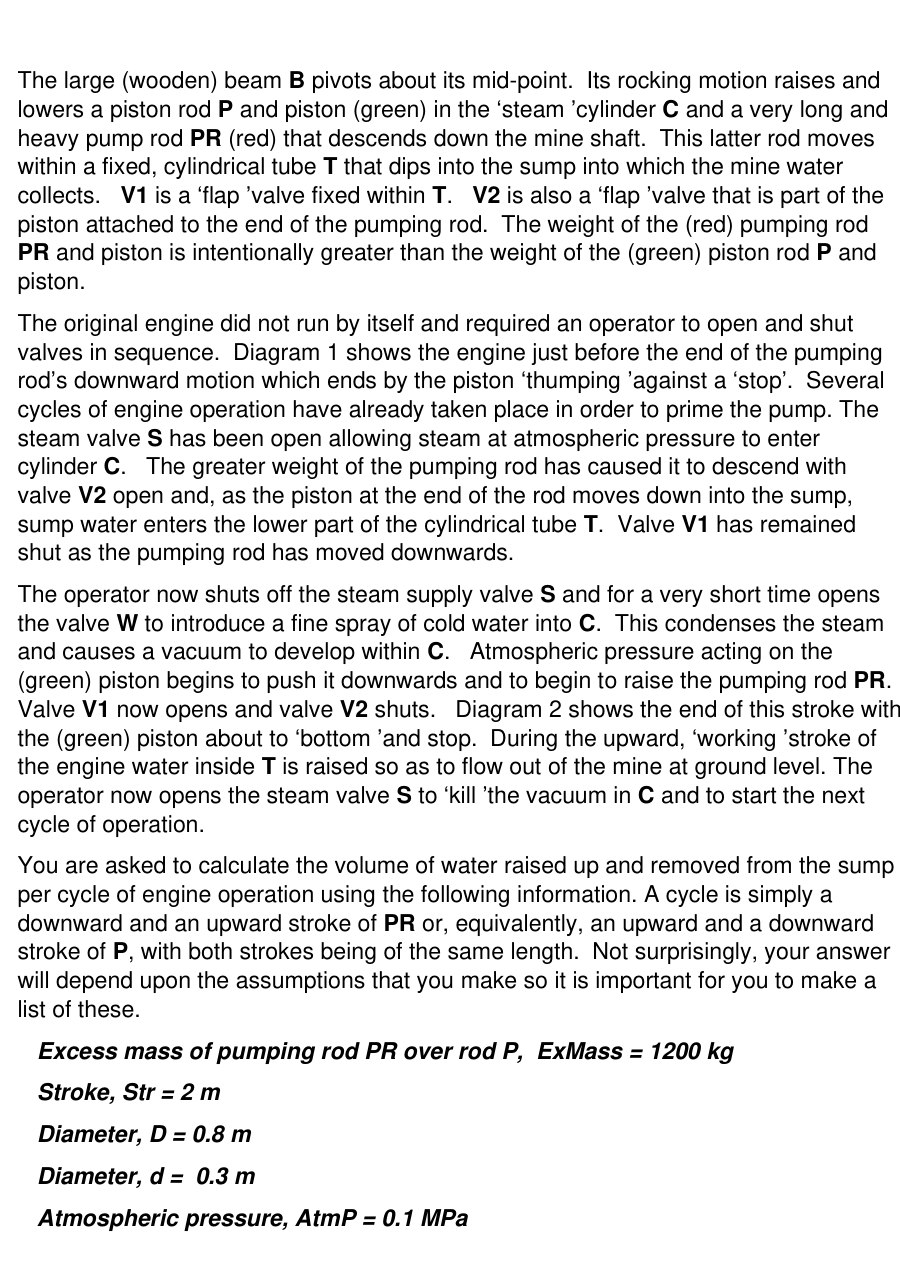 The large (wooden) beam B pivots about its mid-point.  Its rocking motion raises and
lowers a piston rod P and piston (green) in the ‘steam ’cylinder C and a very long and
heavy pump rod PR (red) that descends down the mine shaft.  This latter rod moves
within a fixed, cylindrical tube T that dips into the sump into which the mine water
collects.   V1 is a ‘flap ’valve fixed within T.   V2 is also a ‘flap ’valve that is part of the
piston attached to the end of the pumping rod.  The weight of the (red) pumping rod
PR and piston is intentionally greater than the weight of the (green) piston rod P and
piston.
The original engine did not run by itself and required an operator to open and shut
valves in sequence.  Diagram 1 shows the engine just before the end of the pumping
rod’s downward motion which ends by the piston ‘thumping ’against a ‘stop’.  Several
cycles of engine operation have already taken place in order to prime the pump. The
steam valve S has been open allowing steam at atmospheric pressure to enter
cylinder C.   The greater weight of the pumping rod has caused it to descend with
valve V2 open and, as the piston at the end of the rod moves down into the sump,
sump water enters the lower part of the cylindrical tube T.  Valve V1 has remained
shut as the pumping rod has moved downwards.
The operator now shuts off the steam supply valve S and for a very short time opens
the valve W to introduce a fine spray of cold water into C.  This condenses the steam
and causes a vacuum to develop within C.   Atmospheric pressure acting on the
(green) piston begins to push it downwards and to begin to raise the pumping rod PR.
Valve V1 now opens and valve V2 shuts.   Diagram 2 shows the end of this stroke with
the (green) piston about to ‘bottom ’and stop.  During the upward, ‘working ’stroke of
the engine water inside T is raised so as to flow out of the mine at ground level. The
operator now opens the steam valve S to ‘kill ’the vacuum in C and to start the next
cycle of operation.
You are asked to calculate the volume of water raised up and removed from the sump
per cycle of engine operation using the following information. A cycle is simply a
downward and an upward stroke of PR or, equivalently, an upward and a downward
stroke of P, with both strokes being of the same length.  Not surprisingly, your answer
will depend upon the assumptions that you make so it is important for you to make a
list of these.
Excess mass of pumping rod PR over rod P,  ExMass = 1200 kg
Stroke, Str = 2 m
Diameter, D = 0.8 m
Diameter, d =  0.3 m
Atmospheric pressure, AtmP = 0.1 MPa